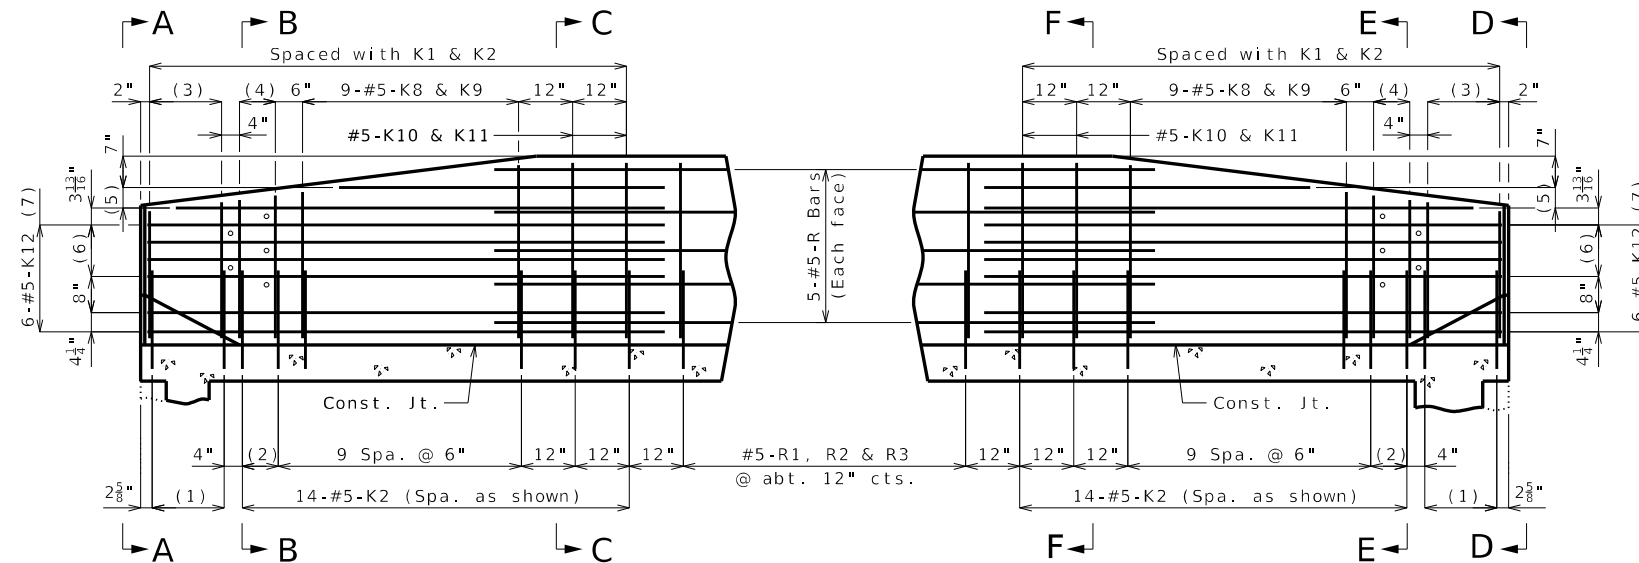 A B C F E D
Spaced with K1 & K2 Spaced with K1 & K2
2" (3) (4) 6" 9-#5-K8 & K9 12" 12" 12" 12" 9-#5-K8 & K9 6" (4) (3) 2"
4" #5-K10 & K11 #5-K10 & K11 4"
7" 7"
3 13/16" 3 13/16"
(5) (5)
6-#5-K12 (7) 6-#5-K12 (7)
(6) (6)
8" 8"
4 1/4" 4 1/4"
5-#5-R Bars
(Each face)
Const. Jt. Const. Jt.
4" (2) 9 Spa. @ 6" 12" 12" 12" #5-R1, R2 & R3 12" 12" 12" 9 Spa. @ 6" (2) 4"
@ abt. 12" cts.
2 5/8" (1) 14-#5-K2 (Spa. as shown) 14-#5-K2 (Spa. as shown) (1) 2 5/8"
A B C F E D